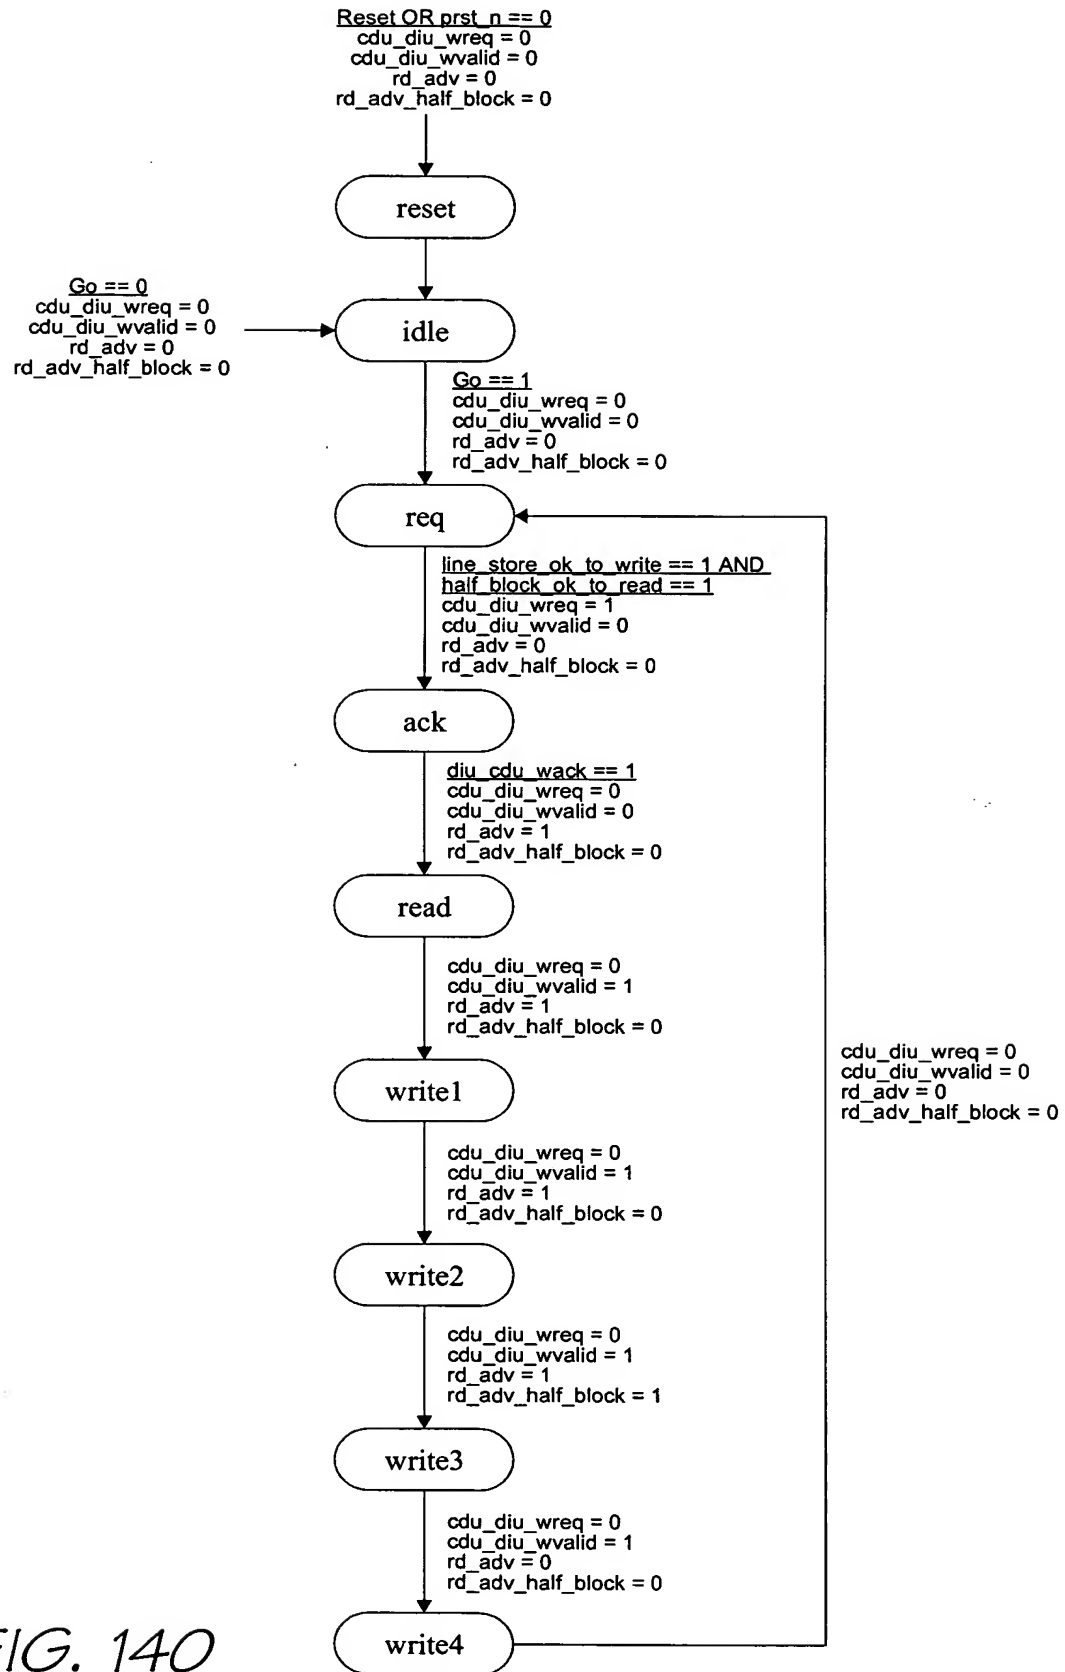 Reset OR prst_n == 0
cdu_diu_wreq = 0
cdu_diu_wvalid = 0
rd_adv = 0
rd_adv_half_block = 0
reset
Go == 0
cdu_diu_wreq = 0
cdu_diu_wvalid = 0
rd_adv = 0
rd_adv_half_block = 0
idle
Go == 1
cdu_diu_wreq = 0
cdu_diu_wvalid = 0
rd_adv = 0
rd_adv_half_block = 0
req
line_store_ok_to_write == 1 AND
half_block_ok_to_read == 1
cdu_diu_wreq = 1
cdu_diu_wvalid = 0
rd_adv = 0
rd_adv_half_block = 0
ack
diu_cdu_wack == 1
cdu_diu_wreq = 0
cdu_diu_wvalid = 0
rd_adv = 1
rd_adv_half_block = 0
read
cdu_diu_wreq = 0
cdu_diu_wvalid = 1
rd_adv = 1
rd_adv_half_block = 0
cdu_diu_wreq = 0
cdu_diu_wvalid = 0
rd_adv = 0
rd_adv_half_block = 0
write1
cdu_diu_wreq = 0
cdu_diu_wvalid = 1
rd_adv = 1
rd_adv_half_block = 0
write2
cdu_diu_wreq = 0
cdu_diu_wvalid = 1
rd_adv = 1
rd_adv_half_block = 1
write3
cdu_diu_wreq = 0
cdu_diu_wvalid = 1
rd_adv = 0
rd_adv_half_block = 0
write4
FIG. 140